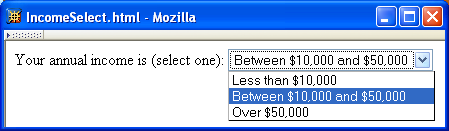 IncomeSelect.html - Mozilla
Your annual income is (select one): Between $10,000 and $50,000
Less than $10,000
Between $10,000 and $50,000
Over $50,000